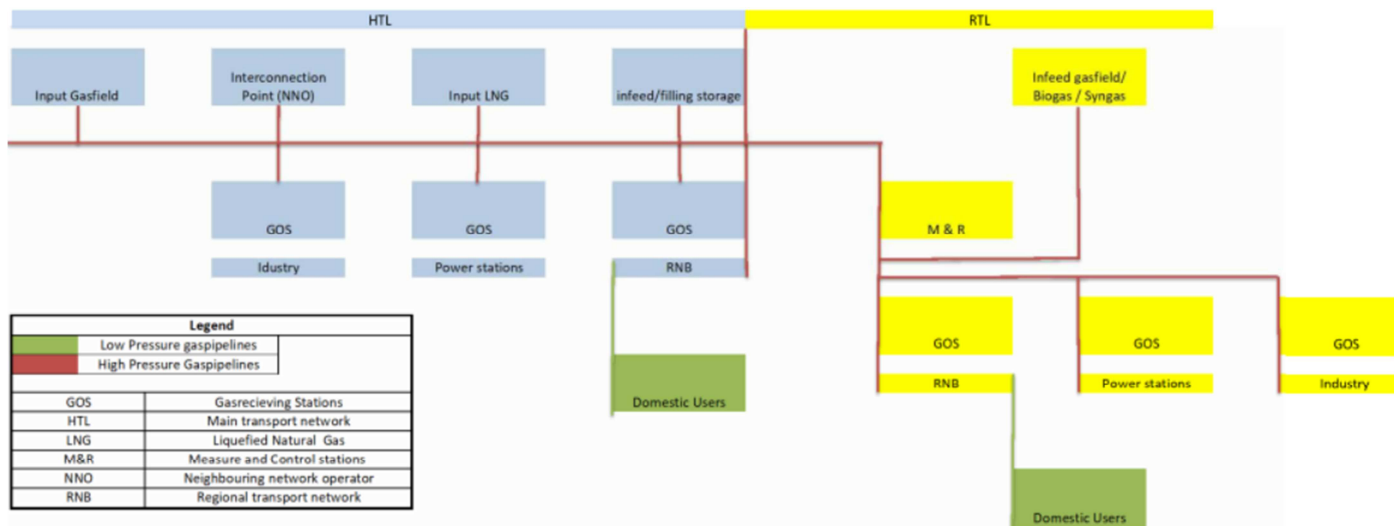 HTL
RTL
Input Gasfield
Interconnection
Point (NNO)
Input LNG
infeed/filling storage
Infeed gasfield/
Biogas / Syngas
GOS
GOS
GOS
M & R
Idustry
Power stations
RNB
GOS
GOS
GOS
RNB
Power stations
Industry
Domestic Users
Domestic Users
Legend
Low Pressure gaspipelines
High Pressure Gaspipelines
GOS Gasrecieving Stations
HTL Main transport network
LNG Liquefied Natural Gas
M&R Measure and Control stations
NNO Neighbouring network operator
RNB Regional transport network